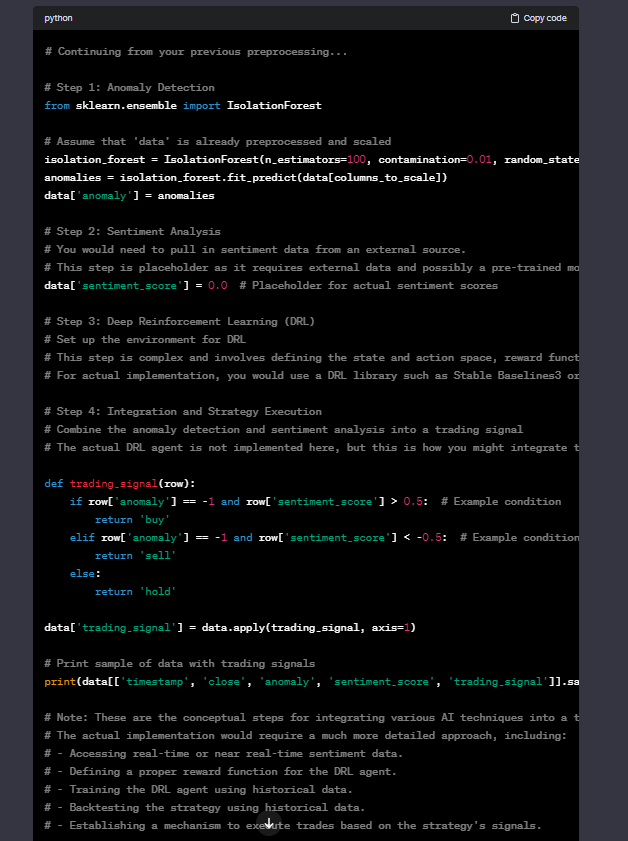 python
Copy code
# Continuing from your previous preprocessing...
# Step 1: Anomaly Detection
from sklearn.ensemble import IsolationForest
# Assume that 'data' is already preprocessed and scaled
isolation_forest = IsolationForest(n_estimators=100, contamination=0.01, random_state
anomalies = isolation_forest.fit_predict(data[columns_to_scale])
data['anomaly'] = anomalies
# Step 2: Sentiment Analysis
# You would need to pull in sentiment data from an external source.
# This step is placeholder as it requires external data and possibly a pre-trained mo
data['sentiment_score'] = 0.0  # Placeholder for actual sentiment scores
# Step 3: Deep Reinforcement Learning (DRL)
# Set up the environment for DRL
# This step is complex and involves defining the state and action space, reward funct
# For actual implementation, you would use a DRL library such as Stable Baselines3 or
# Step 4: Integration and Strategy Execution
# Combine the anomaly detection and sentiment analysis into a trading signal
# The actual DRL agent is not implemented here, but this is how you might integrate t
def trading_signal(row):
    if row['anomaly'] == -1 and row['sentiment_score'] > 0.5:  # Example condition
        return 'buy'
    elif row['anomaly'] == -1 and row['sentiment_score'] < -0.5:  # Example condition
        return 'sell'
    else:
        return 'hold'
data['trading_signal'] = data.apply(trading_signal, axis=1)
# Print sample of data with trading signals
print(data[['timestamp', 'close', 'anomaly', 'sentiment_score', 'trading_signal']].sa
# Note: These are the conceptual steps for integrating various AI techniques into a t
# The actual implementation would require a much more detailed approach, including:
# - Accessing real-time or near real-time sentiment data.
# - Defining a proper reward function for the DRL agent.
# - Training the DRL agent using historical data.
# - Backtesting the strategy using historical data.
# - Establishing a mechanism to execute trades based on the strategy's signals.